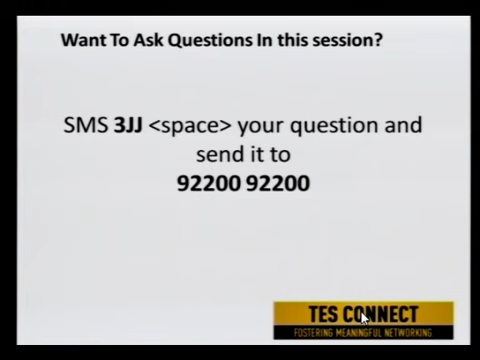 Want To Ask Questions In this session?
SMS 3JJ <space> your question and
send it to
92200 92200
TES CONNECT
FOSTERING MEANINGFUL NETWORKING